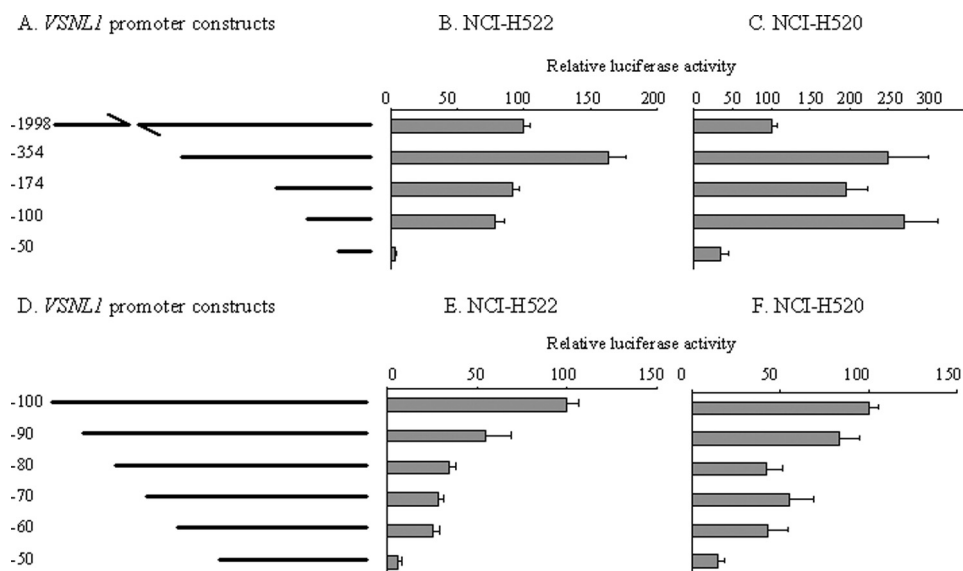 A. VSNL1 promoter constructs
B. NCI-H522
C. NCI-H520
Relative luciferase activity
0 50 100 150 200
0 50 100 150 200 250 300
-1998
-354
-174
-100
-50
D. VSNL1 promoter constructs
E. NCI-H522
F. NCI-H520
Relative luciferase activity
0 50 100 150
0 50 100 150
-100
-90
-80
-70
-60
-50